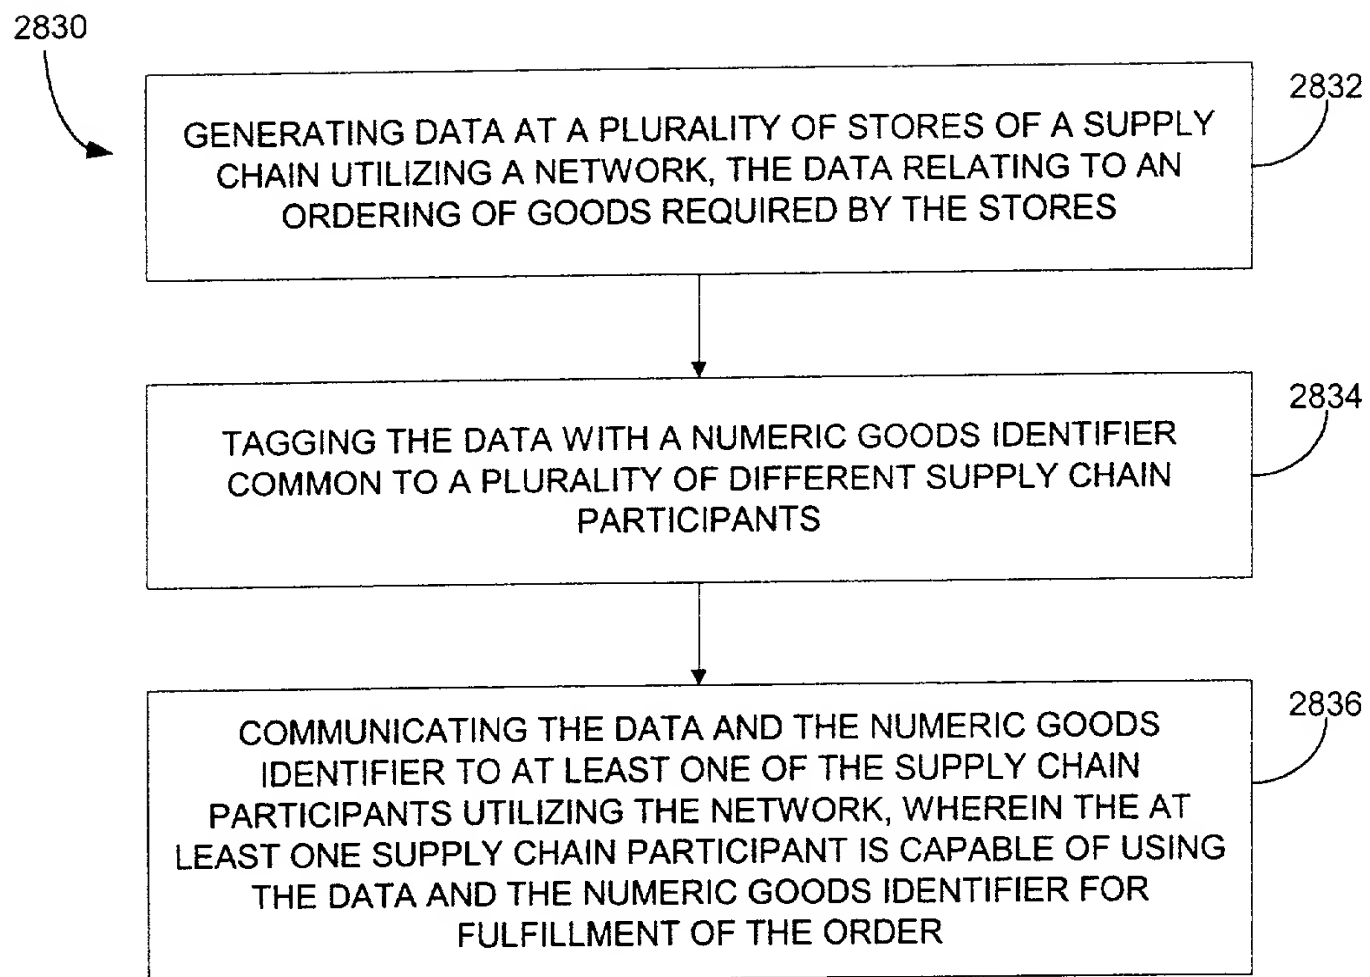 2830
2832
GENERATING DATA AT A PLURALITY OF STORES OF A SUPPLY
CHAIN UTILIZING A NETWORK, THE DATA RELATING TO AN
ORDERING OF GOODS REQUIRED BY THE STORES
2834
TAGGING THE DATA WITH A NUMERIC GOODS IDENTIFIER
COMMON TO A PLURALITY OF DIFFERENT SUPPLY CHAIN
PARTICIPANTS
2836
COMMUNICATING THE DATA AND THE NUMERIC GOODS
IDENTIFIER TO AT LEAST ONE OF THE SUPPLY CHAIN
PARTICIPANTS UTILIZING THE NETWORK, WHEREIN THE AT
LEAST ONE SUPPLY CHAIN PARTICIPANT IS CAPABLE OF USING
THE DATA AND THE NUMERIC GOODS IDENTIFIER FOR
FULFILLMENT OF THE ORDER